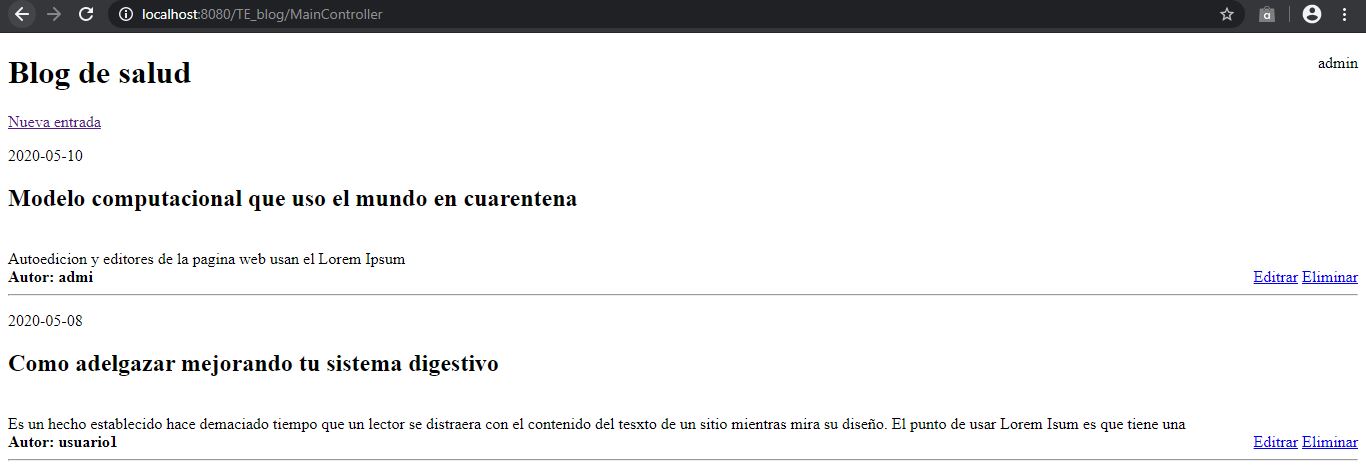 localhost:8080/TE_blog/MainController
a
Blog de salud
admin
Nueva entrada
2020-05-10
Modelo computacional que uso el mundo en cuarentena
Autoedicion y editores de la pagina web usan el Lorem Ipsum
Autor: admi
Editrar Eliminar
2020-05-08
Como adelgazar mejorando tu sistema digestivo
Es un hecho establecido hace demaciado tiempo que un lector se distraera con el contenido del tesxto de un sitio mientras mira su diseño. El punto de usar Lorem Isum es que tiene una
Autor: usuario1
Editrar Eliminar